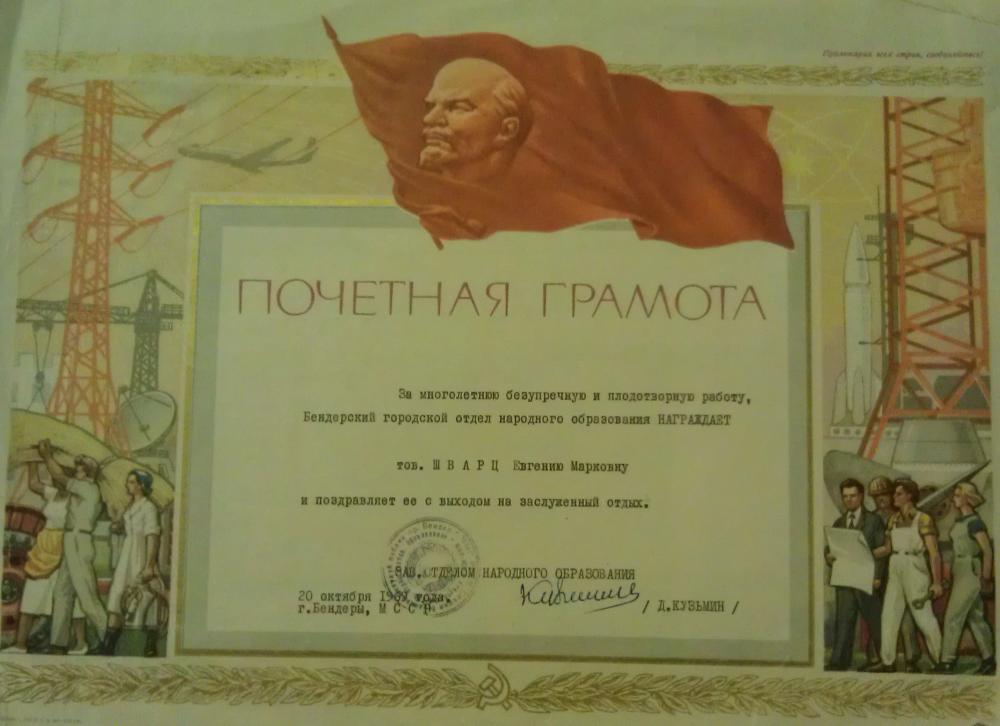 Пролетарии всех стран, соединяйтесь!
ПОЧЕТНАЯ ГРАМОТА
За многолетнюю безупречную и плодотворную работу,
Бендерский городской отдел народного образования НАГРАЖДАЕТ
тов. Ш В А Р Ц Евгению Марковну
и поздравляет ее с выходом на заслуженный отдых.
ЗАВ. ОТДЕЛОМ НАРОДНОГО ОБРАЗОВАНИЯ
20 октября года.
г.Бендеры, М С С Р
/ Д.КУЗЬМИН /